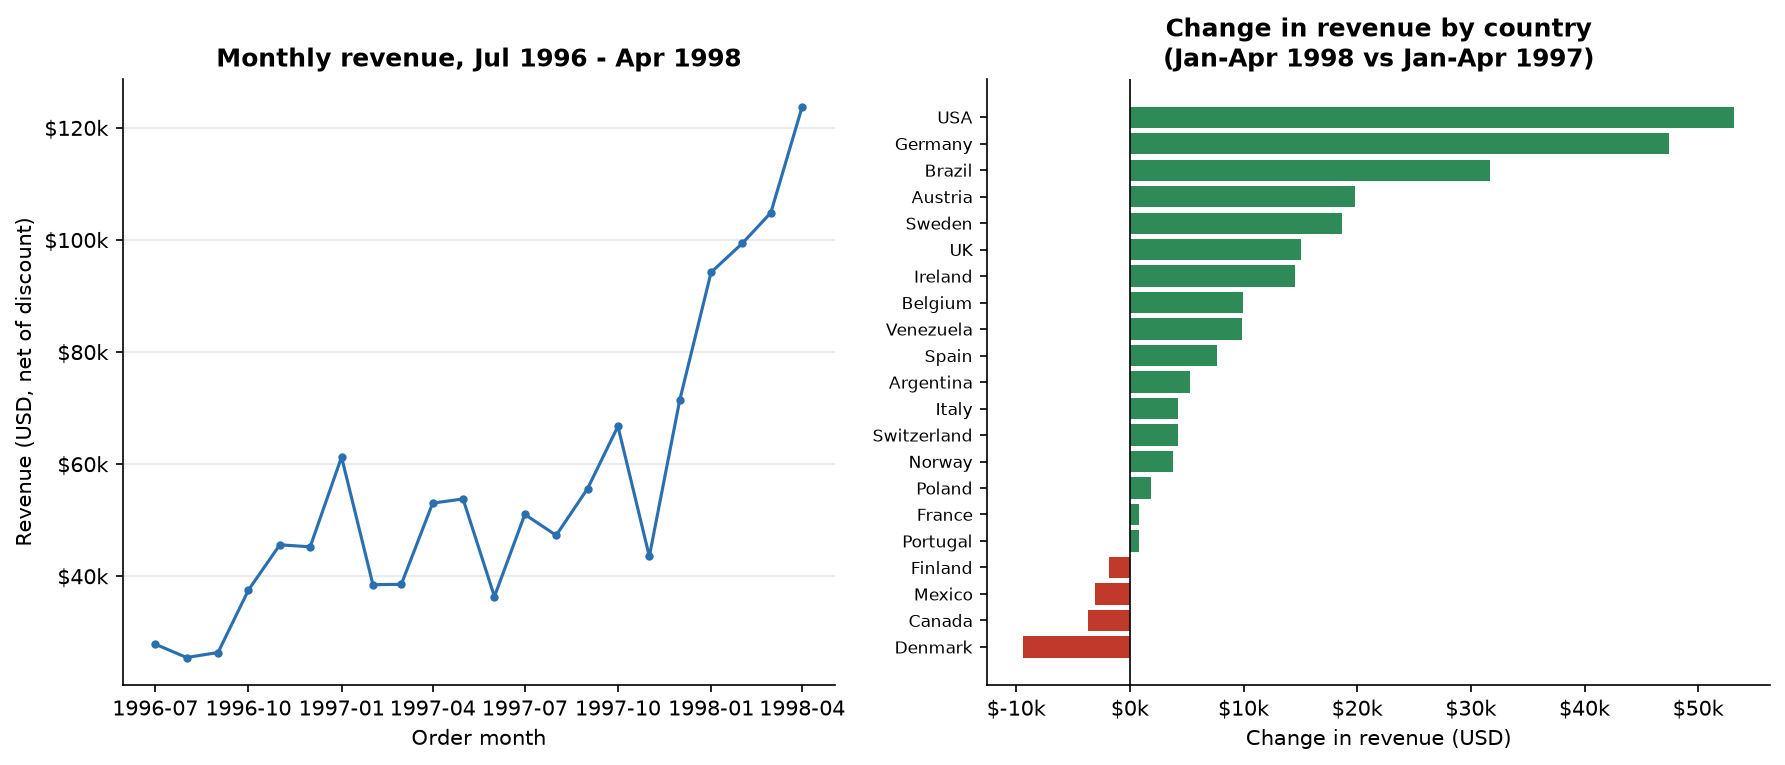 Monthly revenue, Jul 1996 - Apr 1998
Revenue (USD, net of discount)
$120k
$100k
$80k
$60k
$40k
1996-07 1996-10 1997-01 1997-04 1997-07 1997-10 1998-01 1998-04
Order month
Change in revenue by country
(Jan-Apr 1998 vs Jan-Apr 1997)
USA
Germany
Brazil
Austria
Sweden
UK
Ireland
Belgium
Venezuela
Spain
Argentina
Italy
Switzerland
Norway
Poland
France
Portugal
Finland
Mexico
Canada
Denmark
$-10k $0k $10k $20k $30k $40k $50k
Change in revenue (USD)